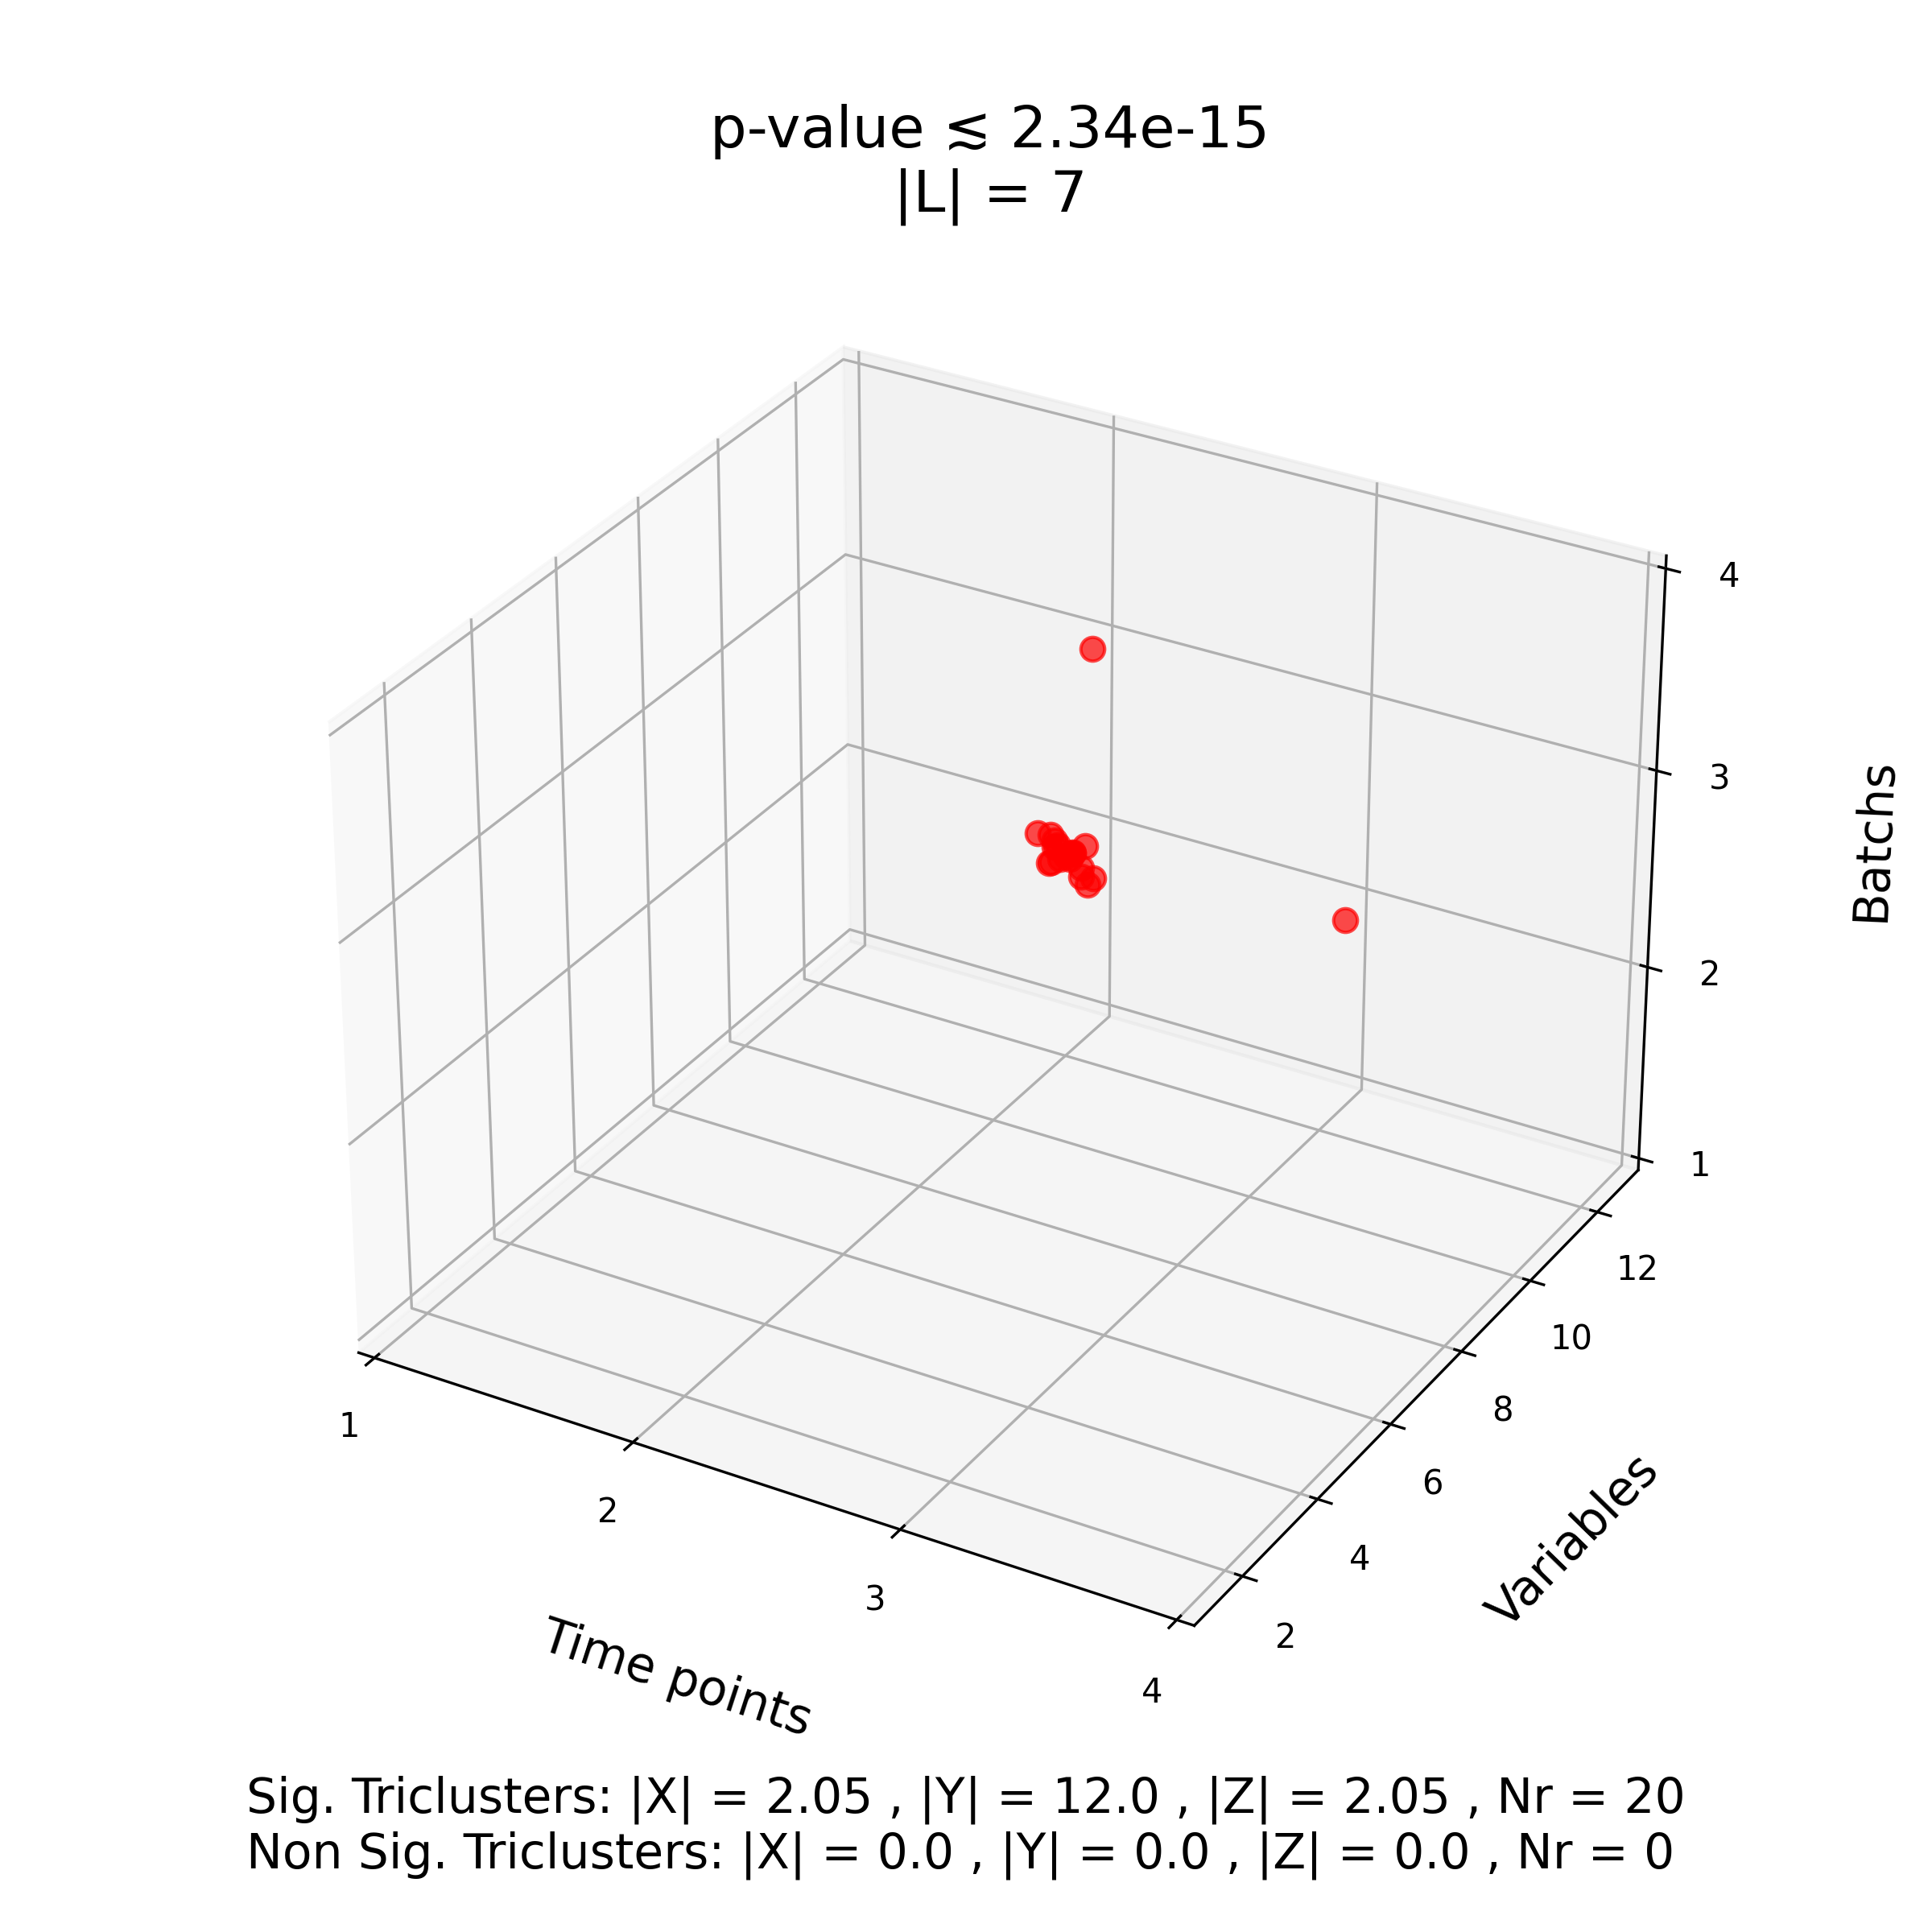 p-value ⪅ 2.34e-15
|L| = 7
4
3
2
1
Batchs
12
10
8
6
4
2
Variables
1
2
3
4
Time points
Sig. Triclusters: |X| = 2.05 , |Y| = 12.0 , |Z| = 2.05 , Nr = 20
Non Sig. Triclusters: |X| = 0.0 , |Y| = 0.0 , |Z| = 0.0 , Nr = 0